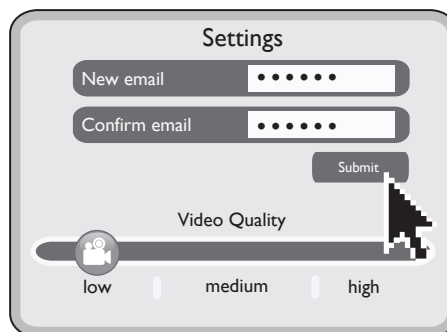 Settings
New email ••••••
Confirm email ••••••
Submit
Video Quality
low medium high